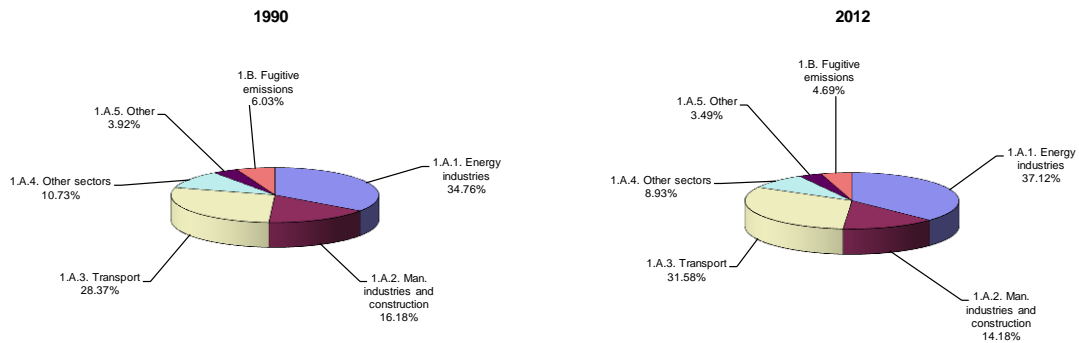 1990
1.B. Fugitive
emissions
6.03%
1.A.5. Other
3.92%
1.A.4. Other sectors
10.73%
1.A.1. Energy
industries
34.76%
1.A.3. Transport
28.37%
1.A.2. Man.
industries and
construction
16.18%
2012
1.B. Fugitive
emissions
4.69%
1.A.5. Other
3.49%
1.A.4. Other sectors
8.93%
1.A.1. Energy
industries
37.12%
1.A.3. Transport
31.58%
1.A.2. Man.
industries and
construction
14.18%